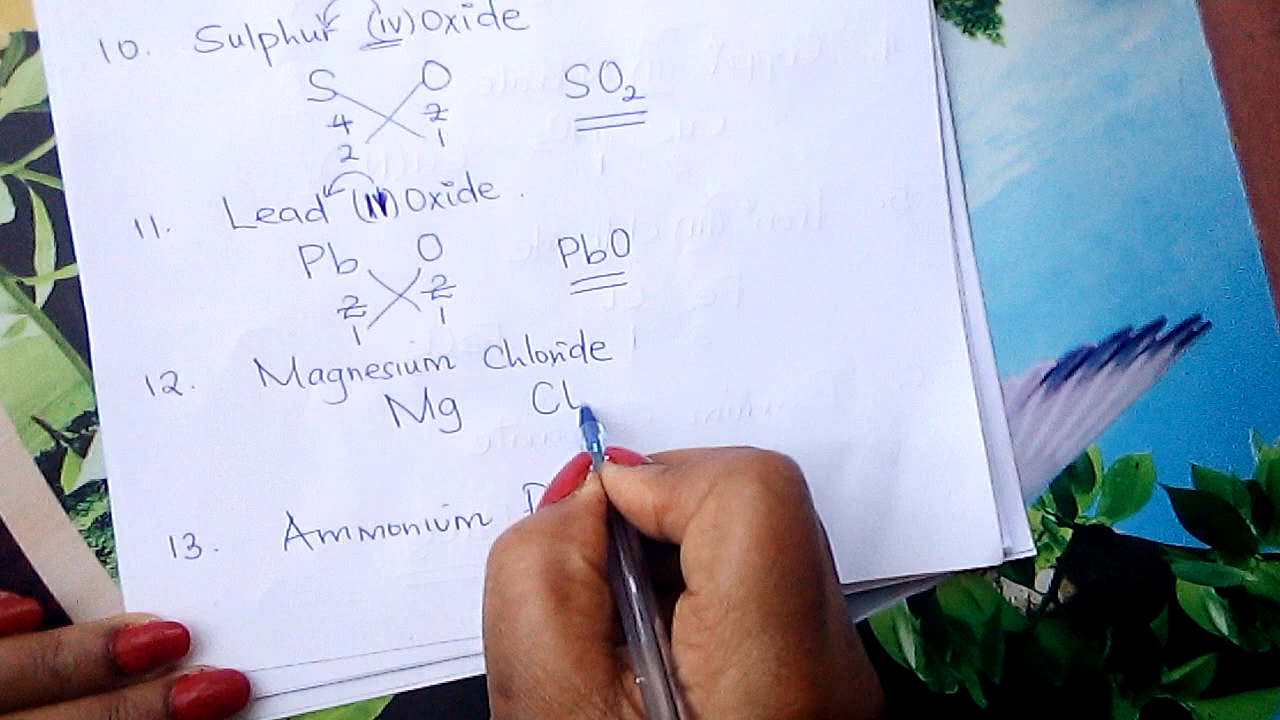 10. Sulphur (iv) Oxide
S O SO₂
4 2
2 1
11. Lead Oxide.
Pb O PbO
2 2
1 1
12. Magnesium Chloride
Mg Cl
13. Ammonium